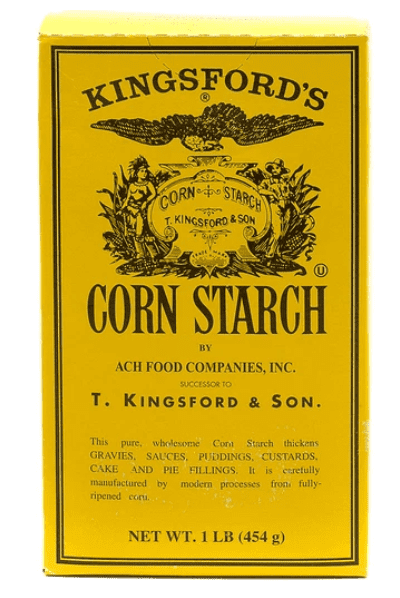 KINGSFORD'S
®
CORN STARCH
T. KINGSFORD & SON
TRADE MARK
U
CORN STARCH
BY
ACH FOOD COMPANIES, INC.
SUCCESSOR TO
T. KINGSFORD & SON.
This pure, wholesome Corn Starch thickens
GRAVIES, SAUCES, PUDDINGS, CUSTARDS,
CAKE AND PIE FILLINGS. It is carefully
manufactured by modern processes from fully-
ripened corn.
NET WT. 1 LB (454 g)